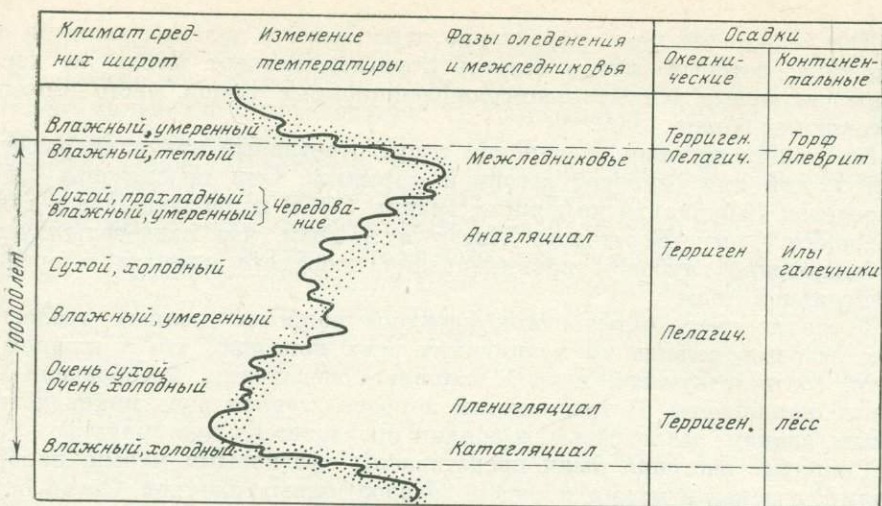 Климат сред-
них широт
Изменение
температуры
Фазы оледенения
и межледниковья
Осадки
Океани-
ческие
Континен-
тальные
Влажный, умеренный
Терриген.
Торф
Влажный, теплый
Межледниковье
Пелагич.
Алеврит
Сухой, прохладный
Влажный, умеренный
Чередова-
ние
Анагляциал
Сухой, холодный
Терриген
Илы
галечники
Влажный, умеренный
Пелагич.
100000 лет
Очень сухой
Очень холодный
Пленигляциал
Терриген.
лёсс
Влажный, холодный
Катагляциал